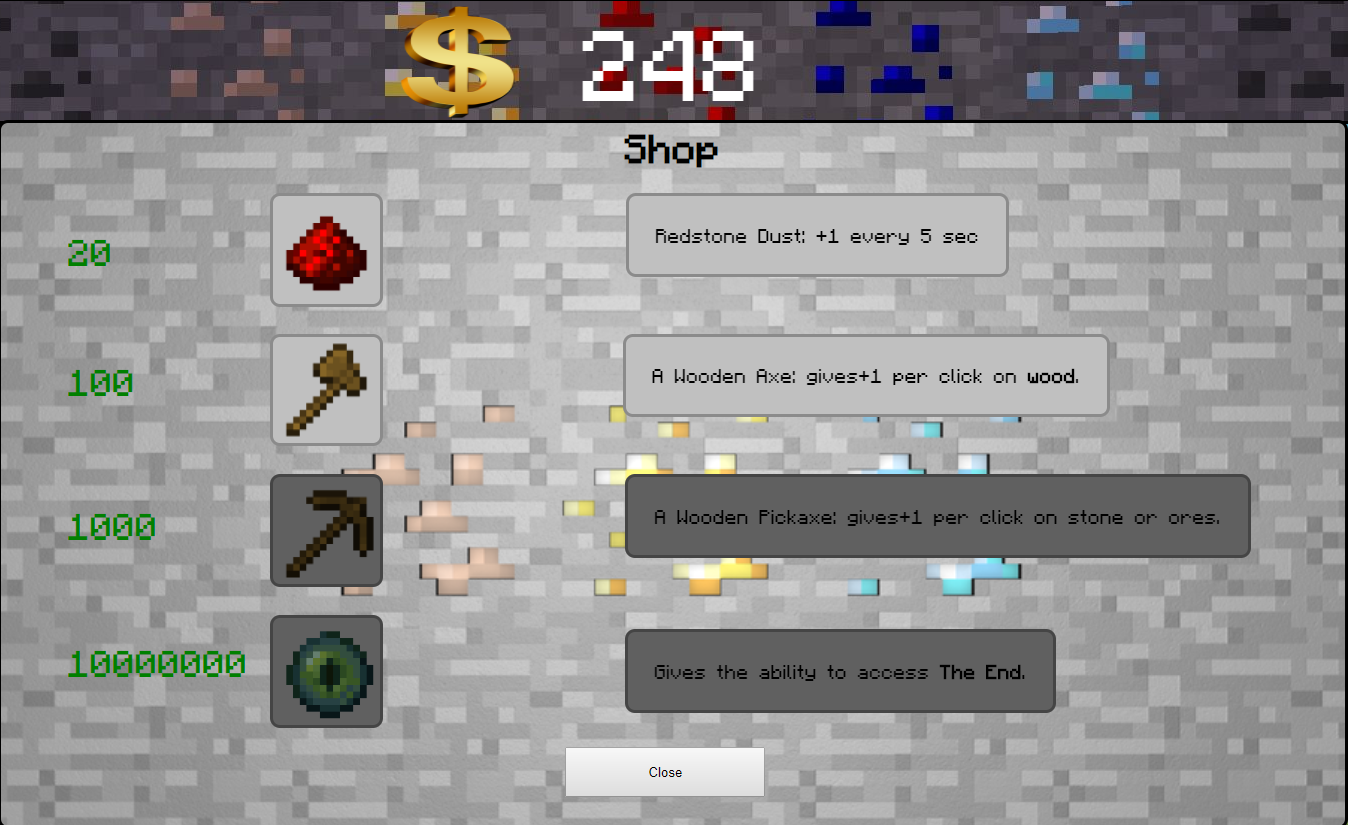 $ 248
Shop
20
Redstone Dust: +1 every 5 sec
100
A Wooden Axe: gives+1 per click on wood.
1000
A Wooden Pickaxe: gives+1 per click on stone or ores.
10000000
Gives the ability to access The End.
Close